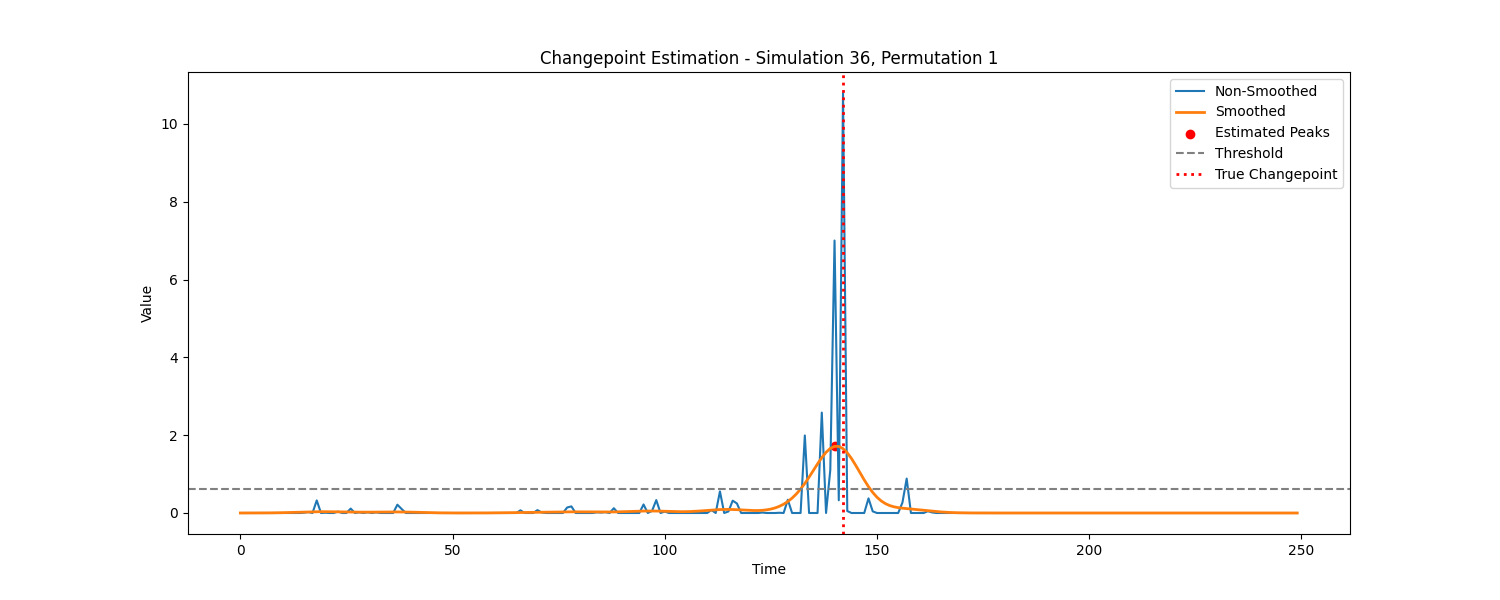 Changepoint Estimation - Simulation 36, Permutation 1
Non-Smoothed
Smoothed
Estimated Peaks
Threshold
True Changepoint
Value
10
8
6
4
2
0
0 50 100 150 200 250
Time